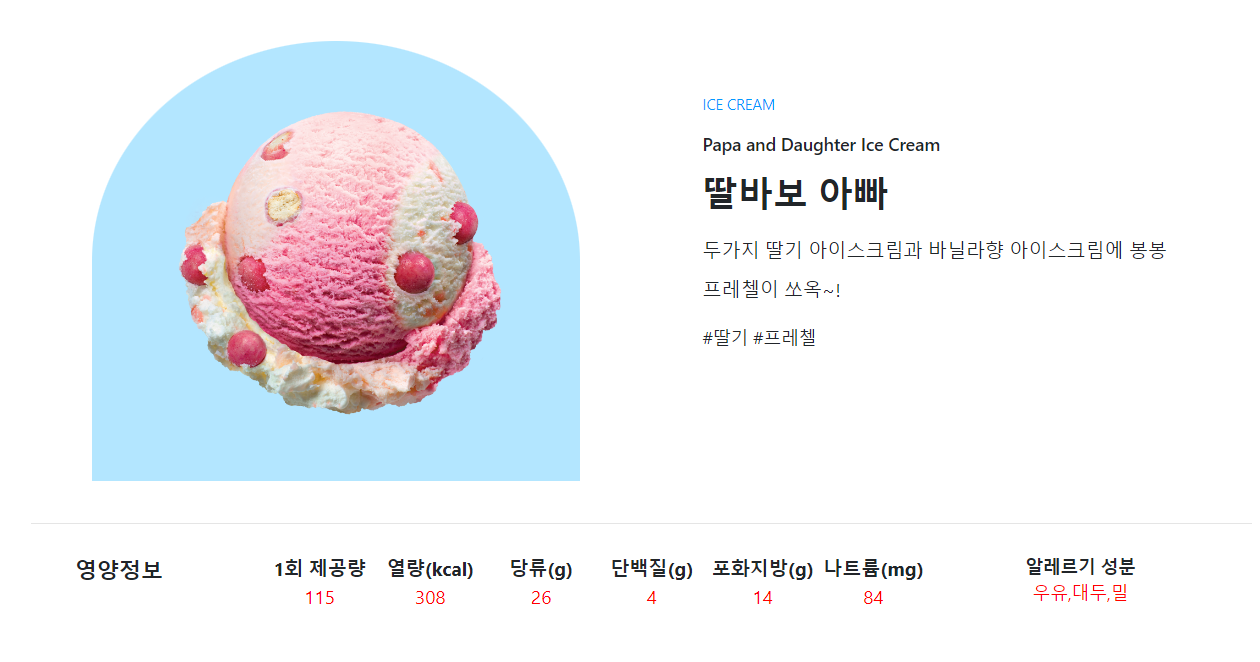 ICE CREAM
Papa and Daughter Ice Cream
딸바보 아빠
두가지 딸기 아이스크림과 바닐라향 아이스크림에 봉봉
프레첼이 쏘옥~!
#딸기 #프레첼
영양정보 1회 제공량 열량(kcal) 당류(g) 단백질(g) 포화지방(g) 나트륨(mg) 알레르기 성분
115 308 26 4 14 84 우유,대두,밀